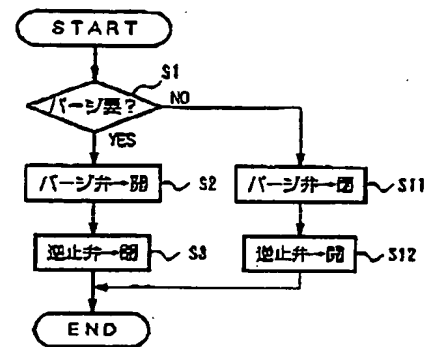 START
S1
パージ要?
NO
YES
パージ弁→
S2
パージ弁→
S11
逆止弁→
S3
逆止弁→
S12
END